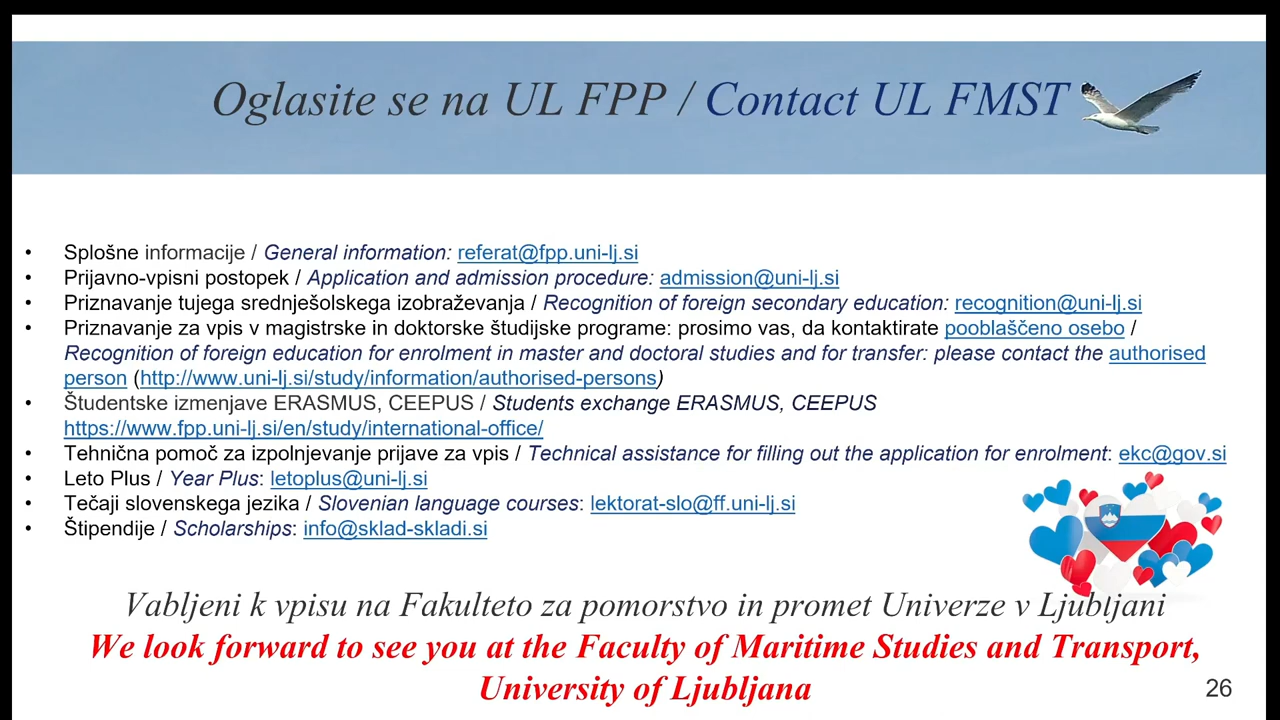 Oglasite se na UL FPP / Contact UL FMST
• Splošne informacije / General information: referat@fpp.uni-lj.si
• Prijavno-vpisni postopek / Application and admission procedure: admission@uni-lj.si
• Priznavanje tujega srednješolskega izobraževanja / Recognition of foreign secondary education: recognition@uni-lj.si
• Priznavanje za vpis v magistrske in doktorske študijske programe: prosimo vas, da kontaktirate pooblaščeno osebo /
Recognition of foreign education for enrolment in master and doctoral studies and for transfer: please contact the authorised
person (http://www.uni-lj.si/study/information/authorised-persons)
• Študentske izmenjave ERASMUS, CEEPUS / Students exchange ERASMUS, CEEPUS
https://www.fpp.uni-lj.si/en/study/international-office/
• Tehnična pomoč za izpolnjevanje prijave za vpis / Technical assistance for filling out the application for enrolment: ekc@gov.si
• Leto Plus / Year Plus: letoplus@uni-lj.si
• Tečaji slovenskega jezika / Slovenian language courses: lektorat-slo@ff.uni-lj.si
• Štipendije / Scholarships: info@sklad-skladi.si
Vabljeni k vpisu na Fakulteto za pomorstvo in promet Univerze v Ljubljani
We look forward to see you at the Faculty of Maritime Studies and Transport,
University of Ljubljana
26